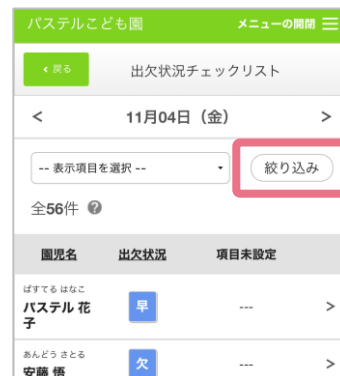 パステルこども園 メニューの開閉
< 戻る 出欠状況チェックリスト
< 11月04日（金） >
-- 表示項目を選択 -- 絞り込み
全56件 ?
園児名 出欠状況 項目未設定
ぱすてる はなこ
パステル 花子 早 --- >
あんどう さとる
安藤 悟 欠 --- >